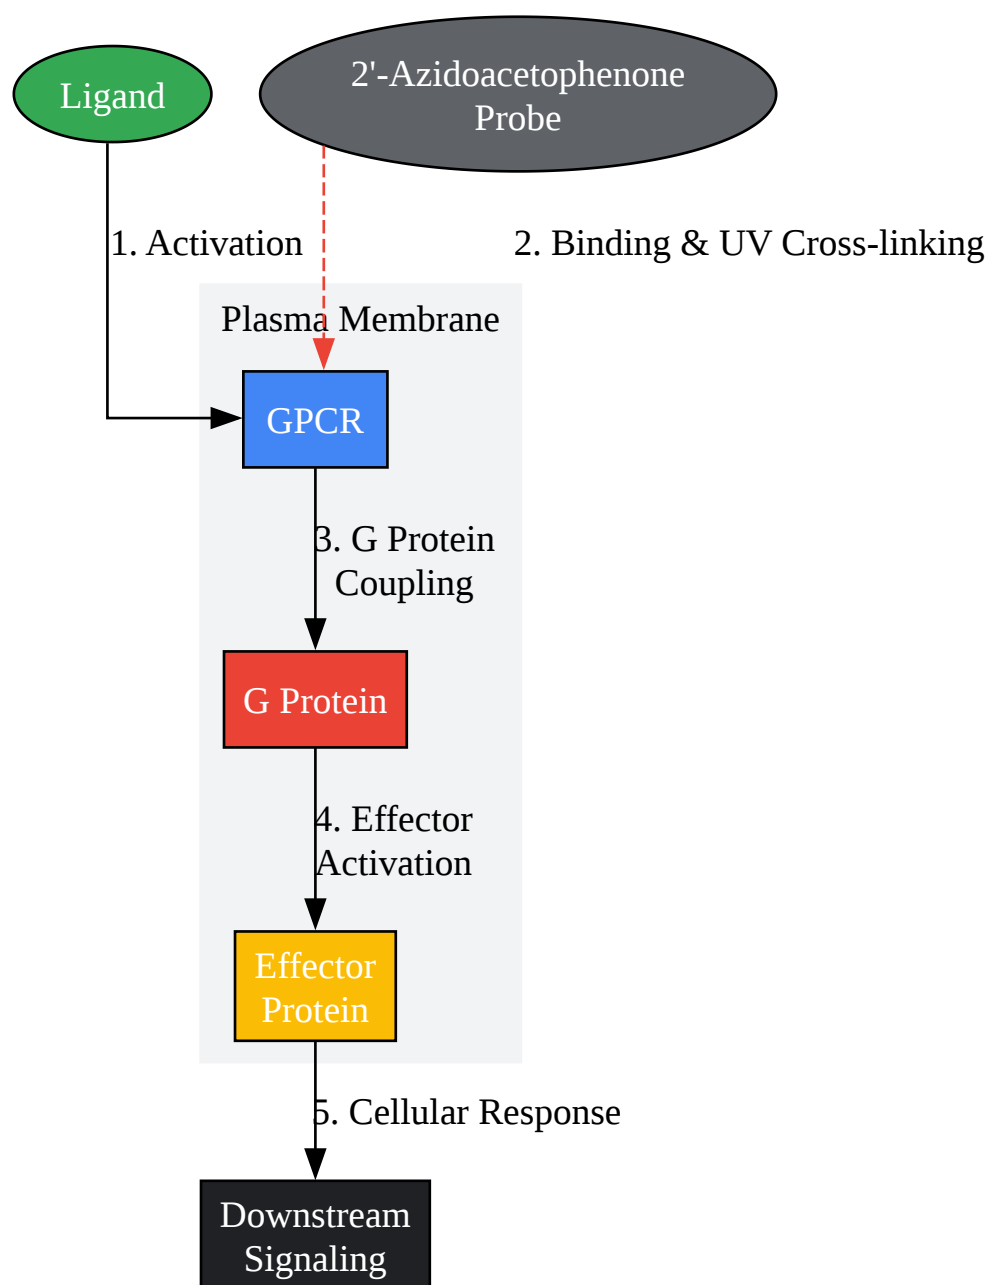 Ligand
2'-Azidoacetophenone
Probe
1. Activation
2. Binding & UV Cross-linking
Plasma Membrane
GPCR
3. G Protein
Coupling
G Protein
4. Effector
Activation
Effector
Protein
5. Cellular Response
Downstream
Signaling